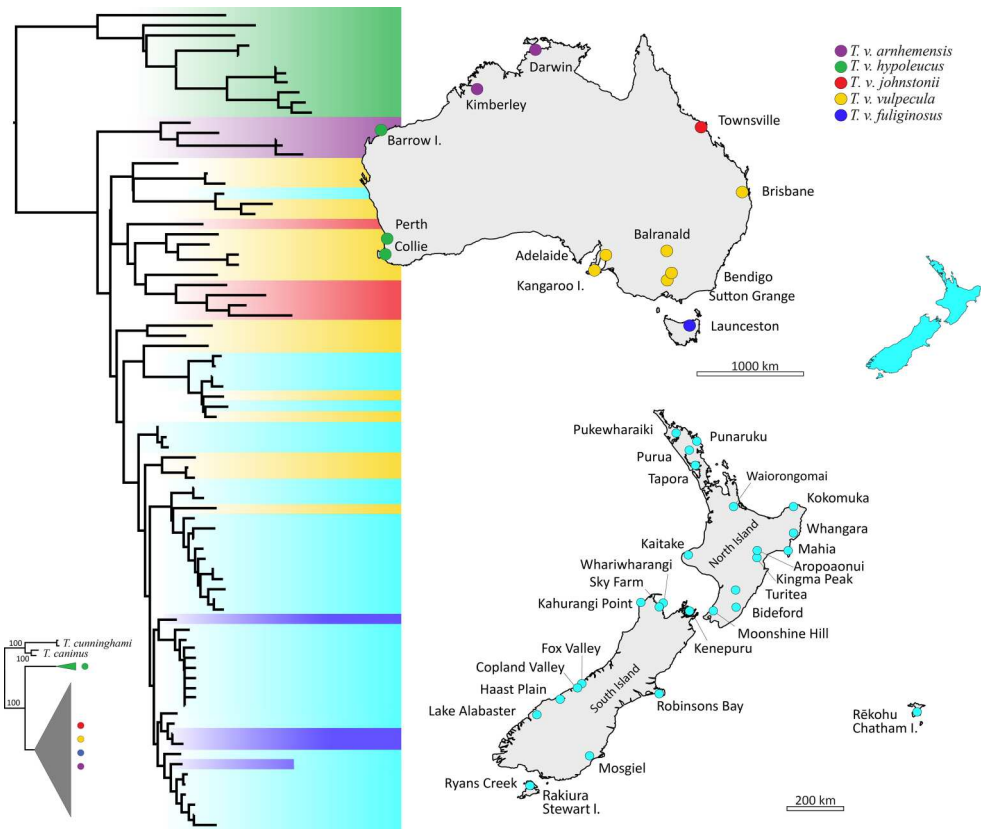 T. v. arnhemensis
T. v. hypoleucus
T. v. johnstonii
T. v. vulpecula
T. v. fuliginosus
Darwin
Kimberley
Barrow I.
Townsville
Brisbane
Perth
Collie
Balranald
Adelaide
Kangaroo I.
Bendigo
Sutton Grange
Launceston
1000 km
Pukewharaiki
Punaruku
Purua
Tapora
Waiorongomai
Kokomuka
Whangara
Kaitake
North Island
Mahia
Whariwharangi
Aropoaonui
Sky Farm
Kingma Peak
Turitea
Kahurangi Point
Bideford
Moonshine Hill
Kenepuru
Fox Valley
Copland Valley
Haast Plain
South Island
Lake Alabaster
Robinsons Bay
Rēkohu
Chatham I.
Mosgiel
Ryans Creek
Rakiura
Stewart I.
200 km
100
T. cunninghami
T. caninus
100
100